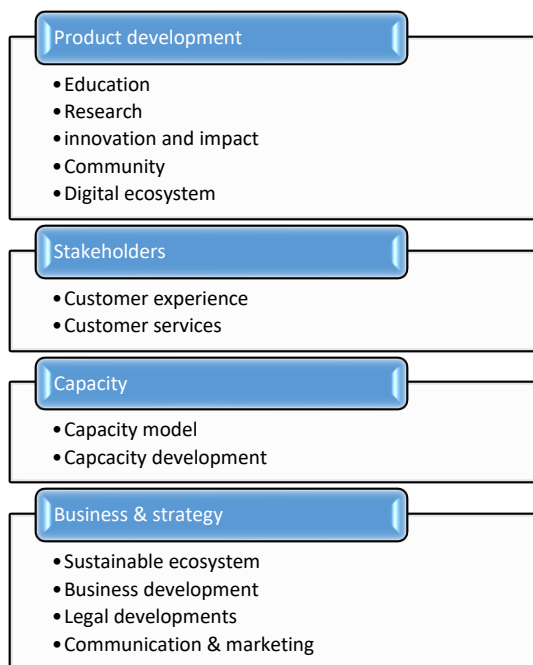 Product development
•Education
•Research
•innovation and impact
•Community
•Digital ecosystem
Stakeholders
•Customer experience
•Customer services
Capacity
•Capacity model
•Capcacity development
Business & strategy
•Sustainable ecosystem
•Business development
•Legal developments
•Communication & marketing